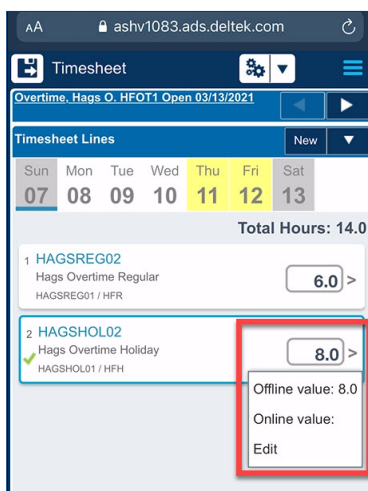 AA ashv1083.ads.deltek.com
Timesheet
Overtime, Hags O. HFOT1 Open 03/13/2021
Timesheet Lines New
Sun Mon Tue Wed Thu Fri Sat
07 08 09 10 11 12 13
Total Hours: 14.0
1 HAGSREG02
Hags Overtime Regular
6.0 >
HAGSREG01 / HFR
2 HAGSHOL02
Hags Overtime Holiday
8.0 >
HAGSHOL01 / HFH
Offline value: 8.0
Online value:
Edit